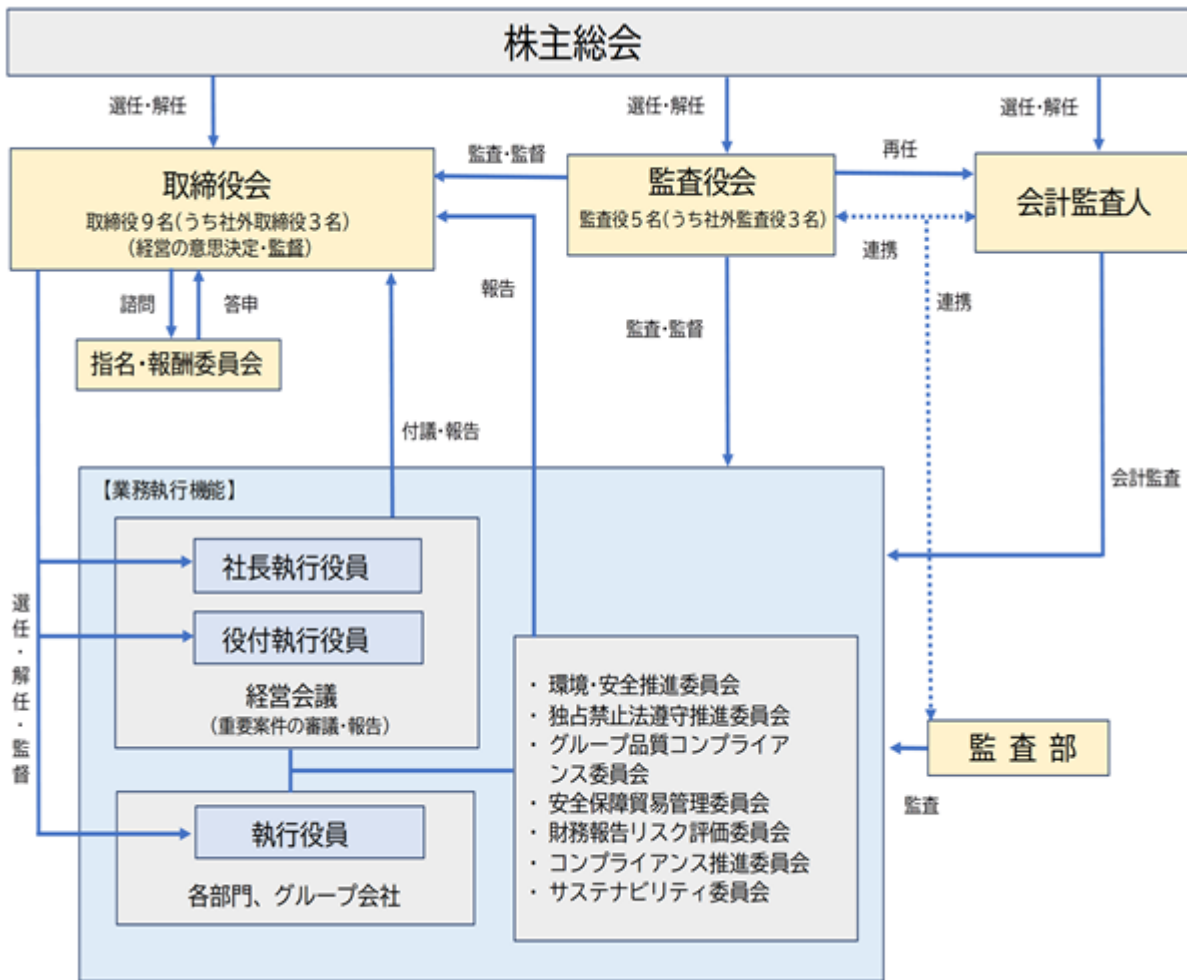 株主総会
選任・解任
選任・解任
選任・解任
取締役会
取締役9名(うち社外取締役3名)
(経営の意思決定・監督)
監査・監督
監査役会
監査役5名(うち社外監査役3名)
再任
会計監査人
連携
連携
諮問
答申
報告
監査・監督
指名・報酬委員会
付議・報告
会計監査
【業務執行機能】
社長執行役員
役付執行役員
経営会議
(重要案件の審議・報告)
選任・解任・監督
執行役員
各部門、グループ会社
・ 環境・安全推進委員会
・ 独占禁止法遵守推進委員会
・ グループ品質コンプライア
ンス委員会
・ 安全保障貿易管理委員会
・ 財務報告リスク評価委員会
・ コンプライアンス推進委員会
・ サステナビリティ委員会
監査部
監査